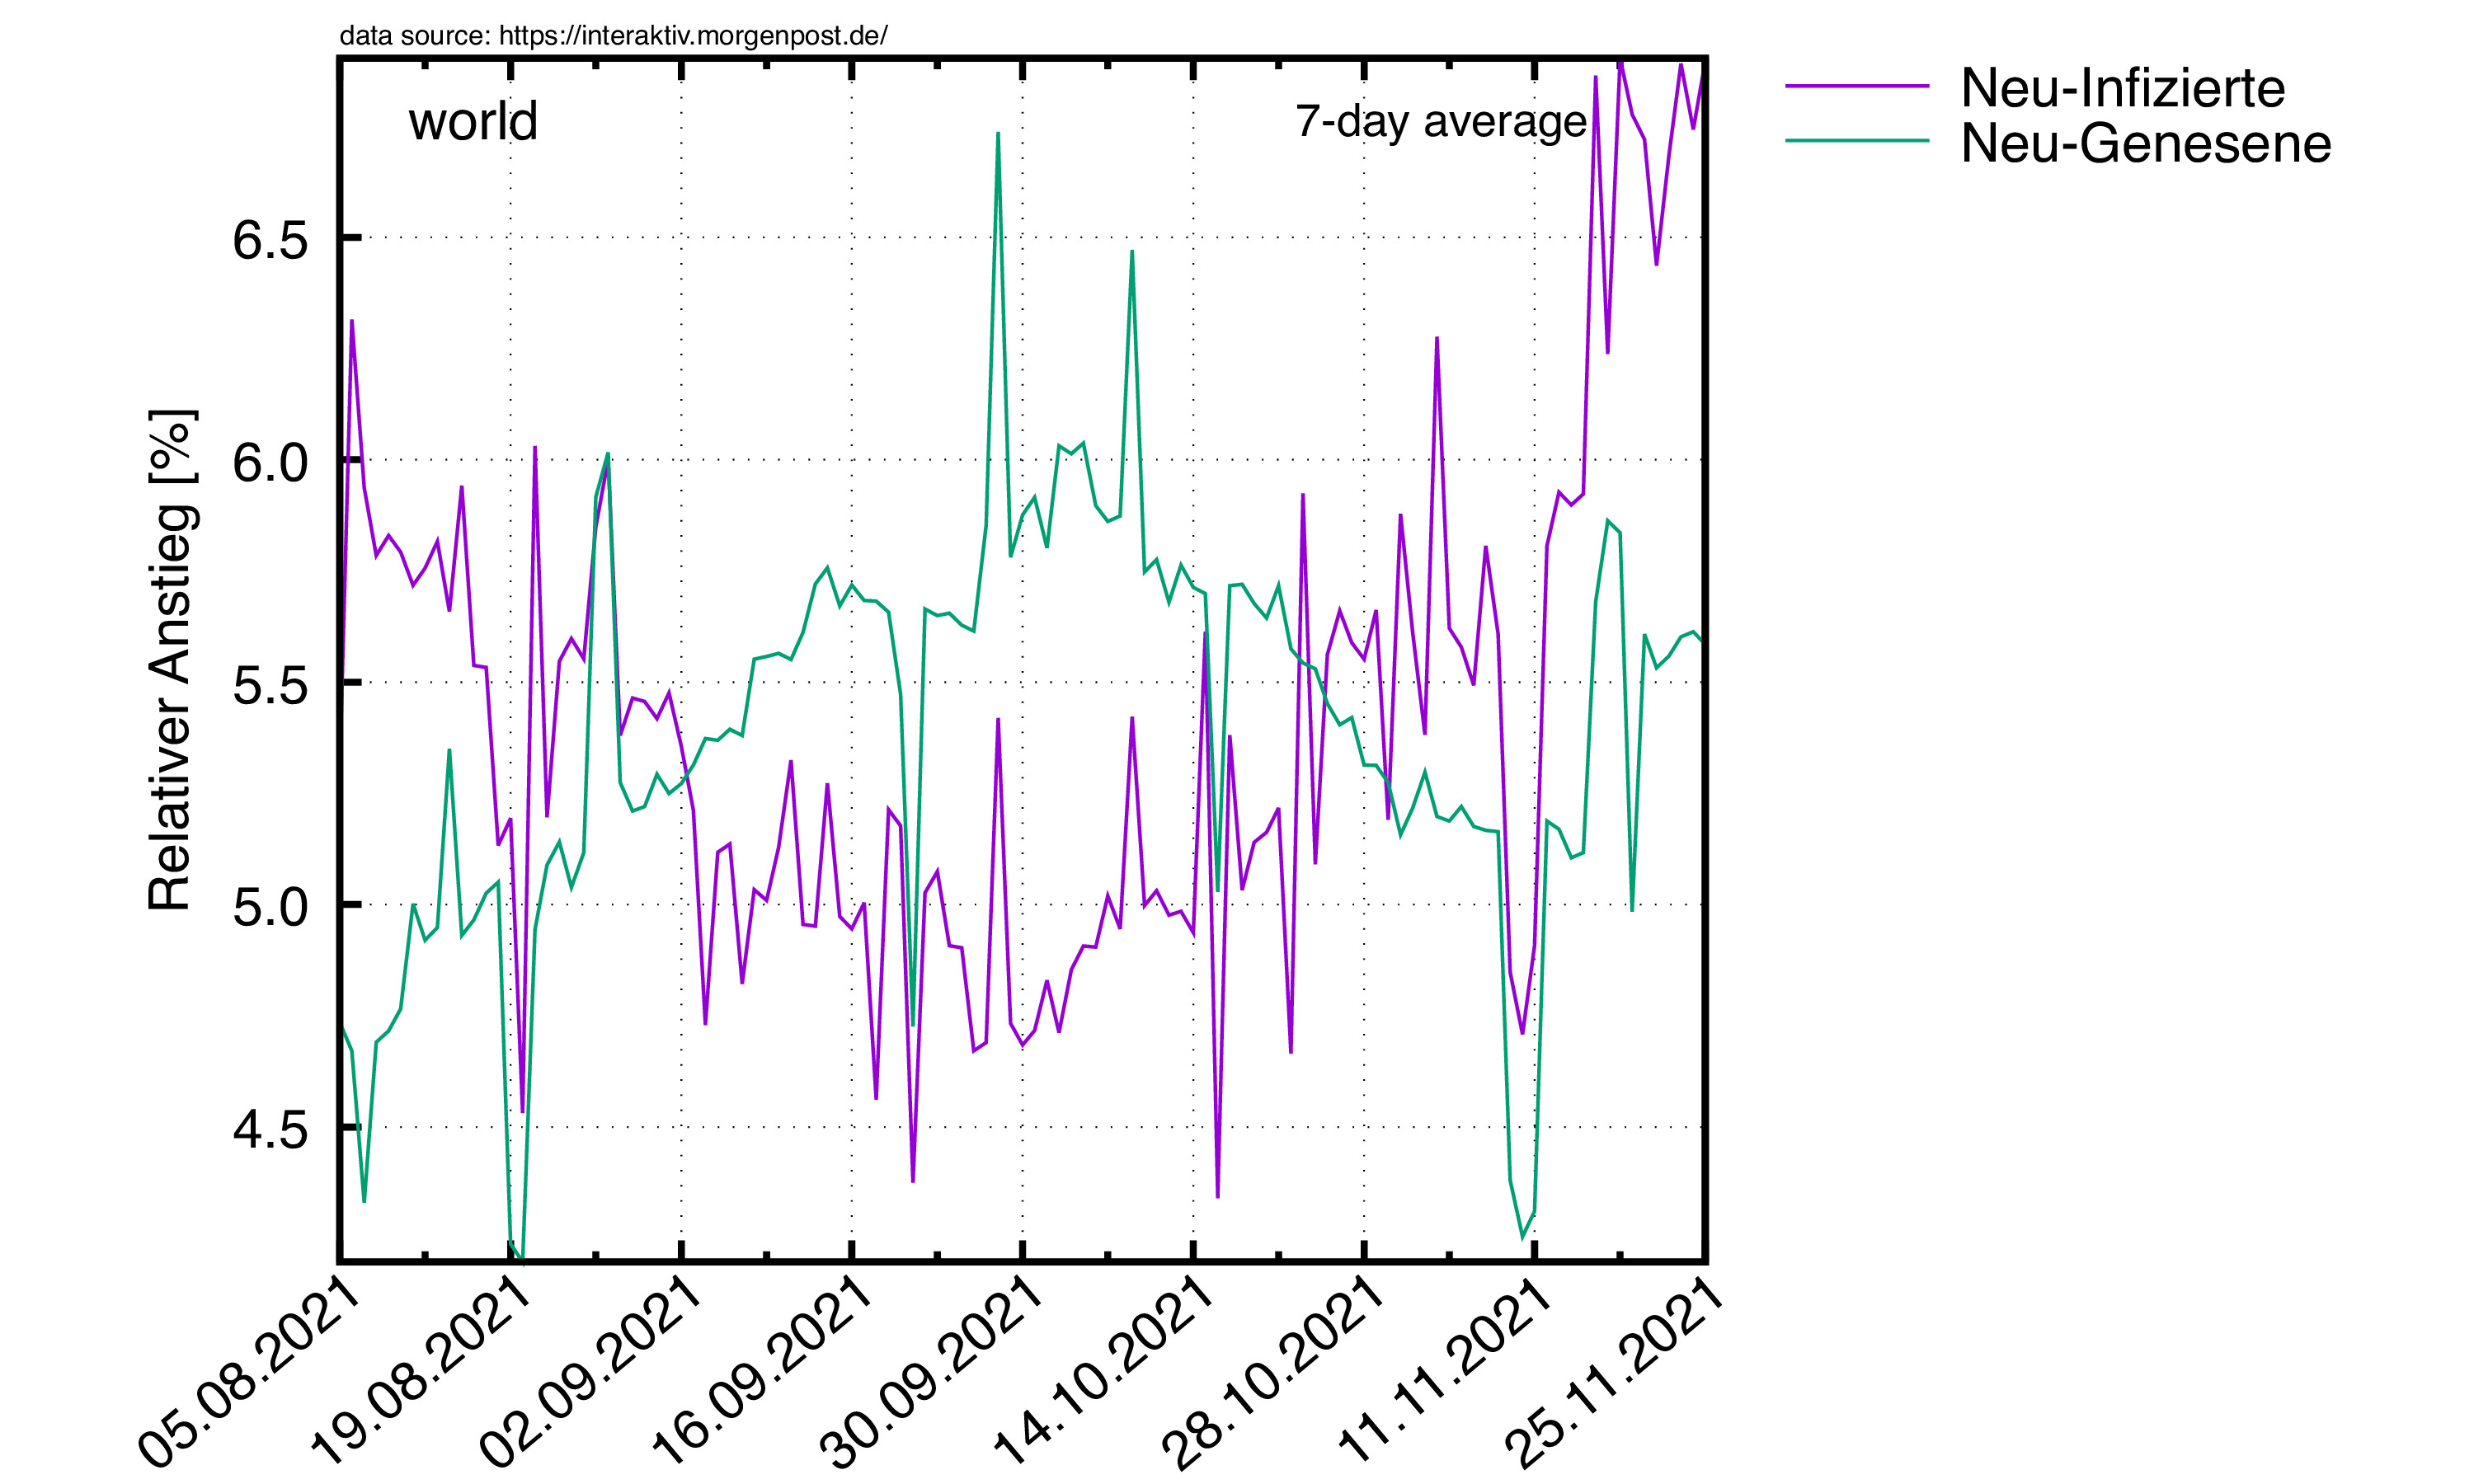 data source: https://interaktiv.morgenpost.de/
world
7-day average
Neu-Infizierte
Neu-Genesene
Relativer Anstieg [%]
6.5
6.0
5.5
5.0
4.5
05.08.2021
19.08.2021
02.09.2021
16.09.2021
30.09.2021
14.10.2021
28.10.2021
11.11.2021
25.11.2021